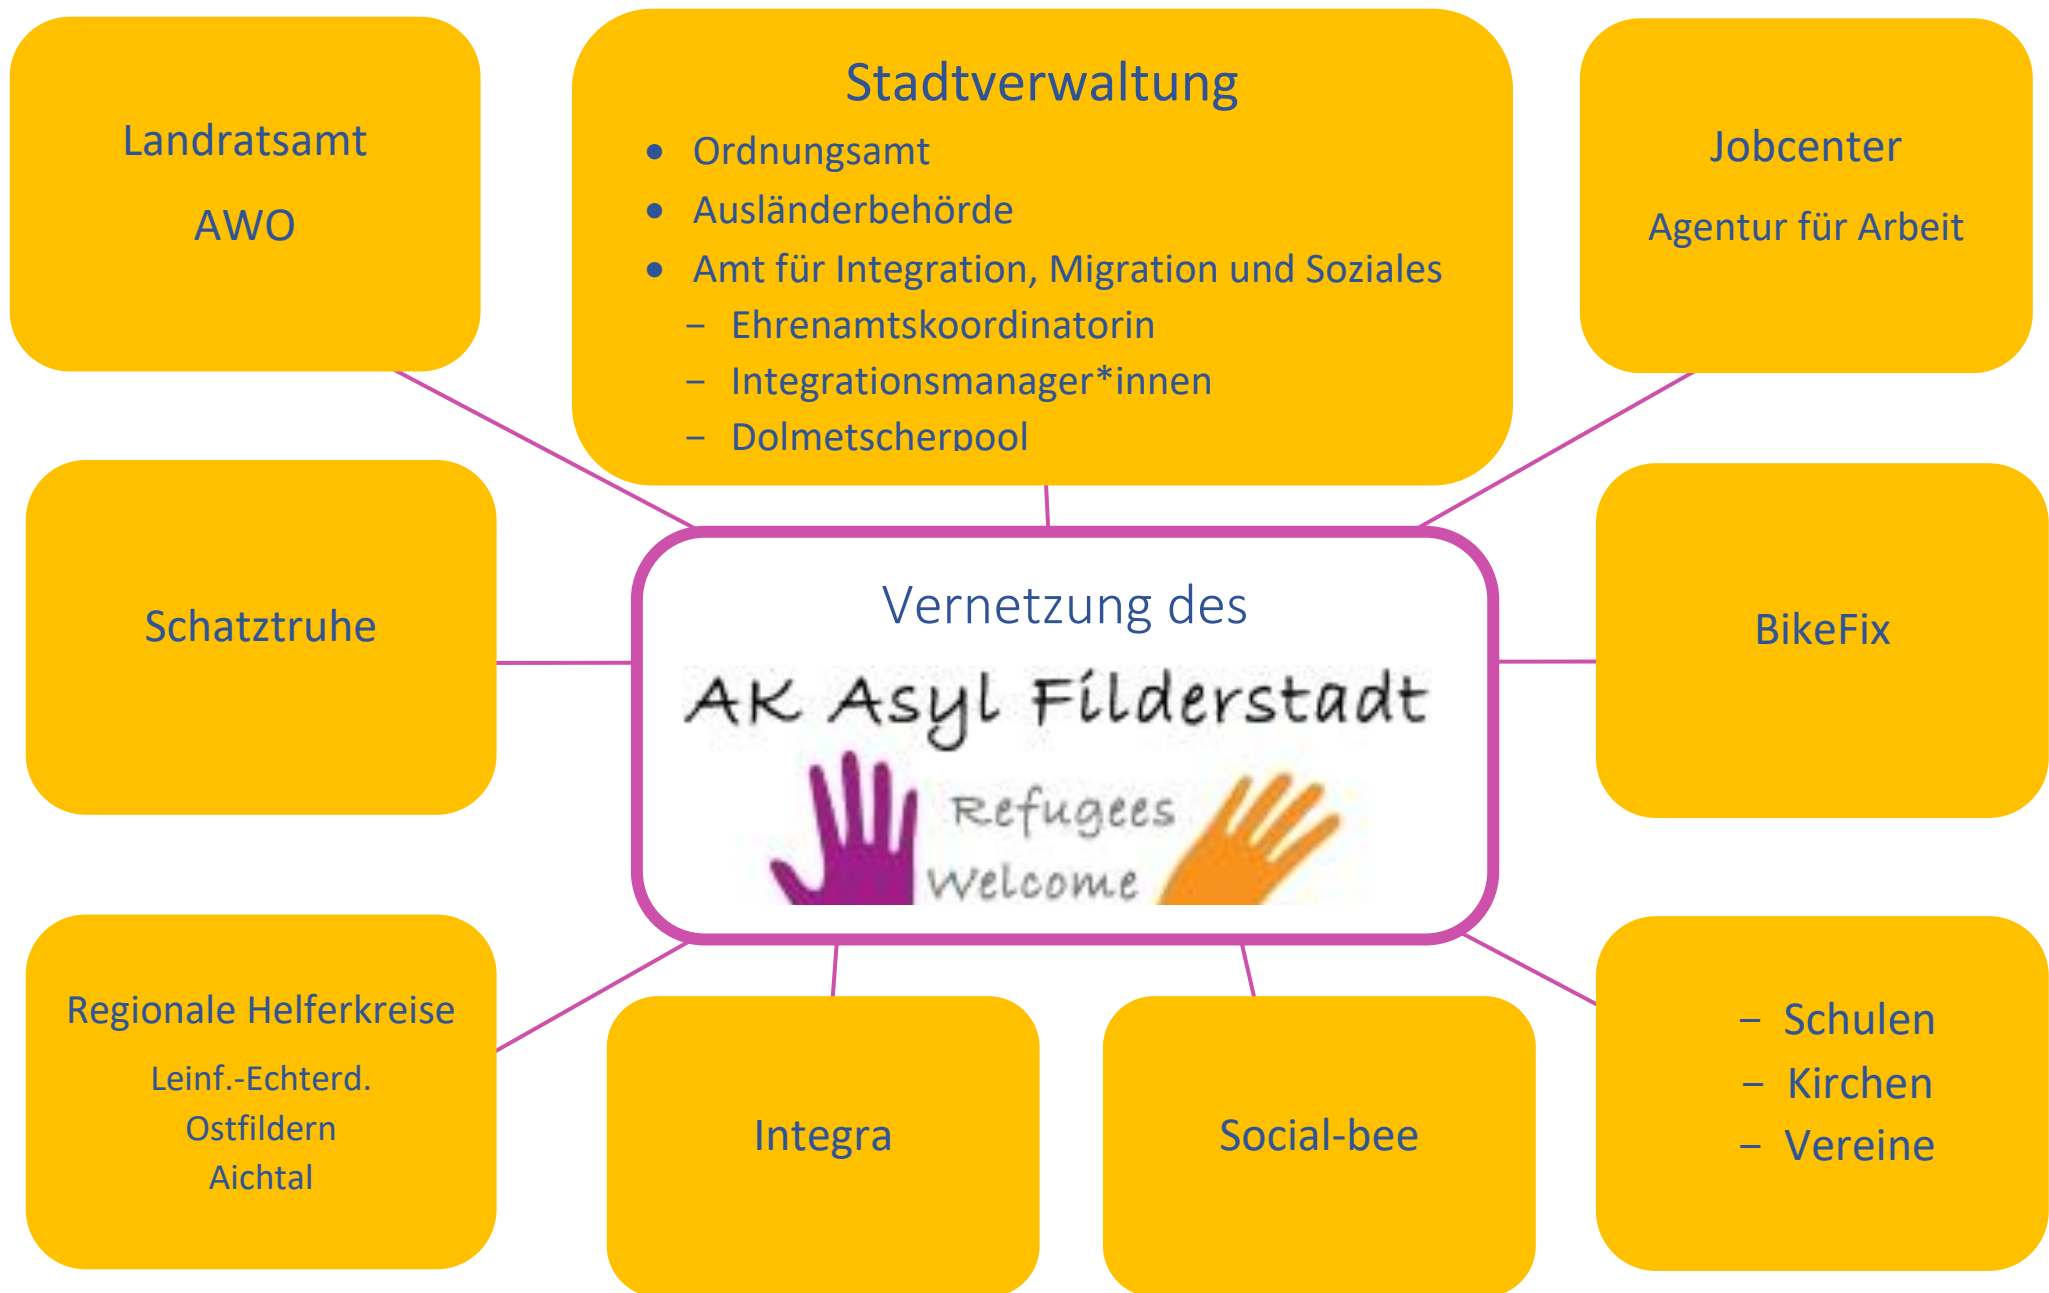 Landratsamt
AWO
Stadtverwaltung
• Ordnungsamt
• Ausländerbehörde
• Amt für Integration, Migration und Soziales
– Ehrenamtskoordinatorin
– Integrationsmanager*innen
– Dolmetscherpool
Jobcenter
Agentur für Arbeit
Schatztruhe
Vernetzung des
AK Asyl Filderstadt
Refugees
Welcome
BikeFix
Regionale Helferkreise
Leinf.-Echterd.
Ostfildern
Aichtal
Integra
Social-bee
– Schulen
– Kirchen
– Vereine